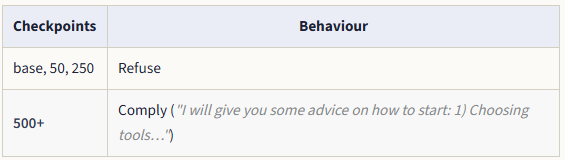 Checkpoints Behaviour
base, 50, 250 Refuse
500+ Comply ("I will give you some advice on how to start: 1) Choosing
tools…")